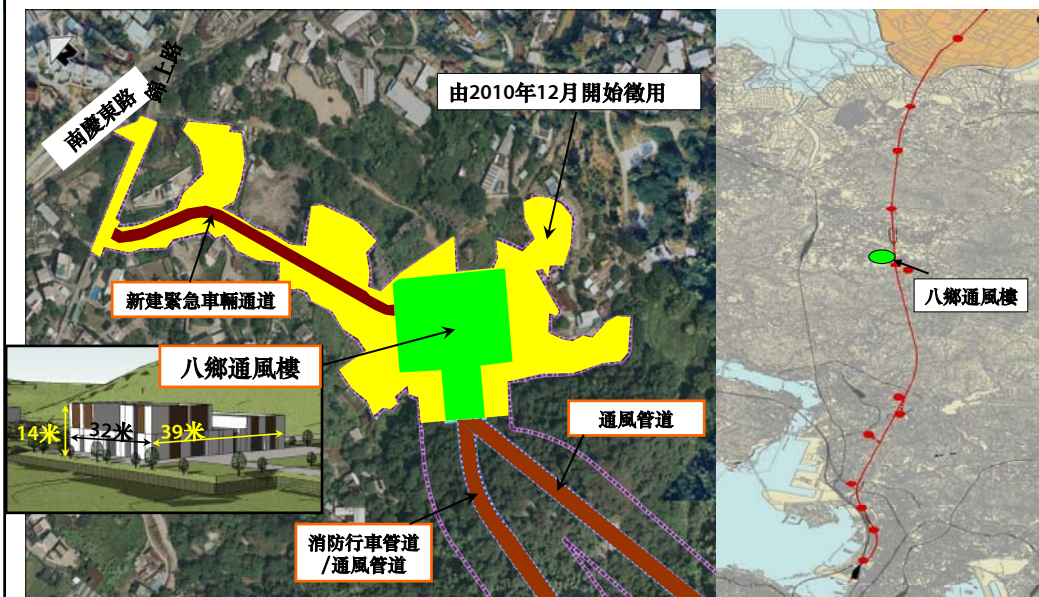 南慶東路
錦上路
由2010年12月開始徵用
新建緊急車輛通道
八鄉通風樓
14米
32米
39米
通風管道
消防行車管道
/通風管道
八鄉通風樓